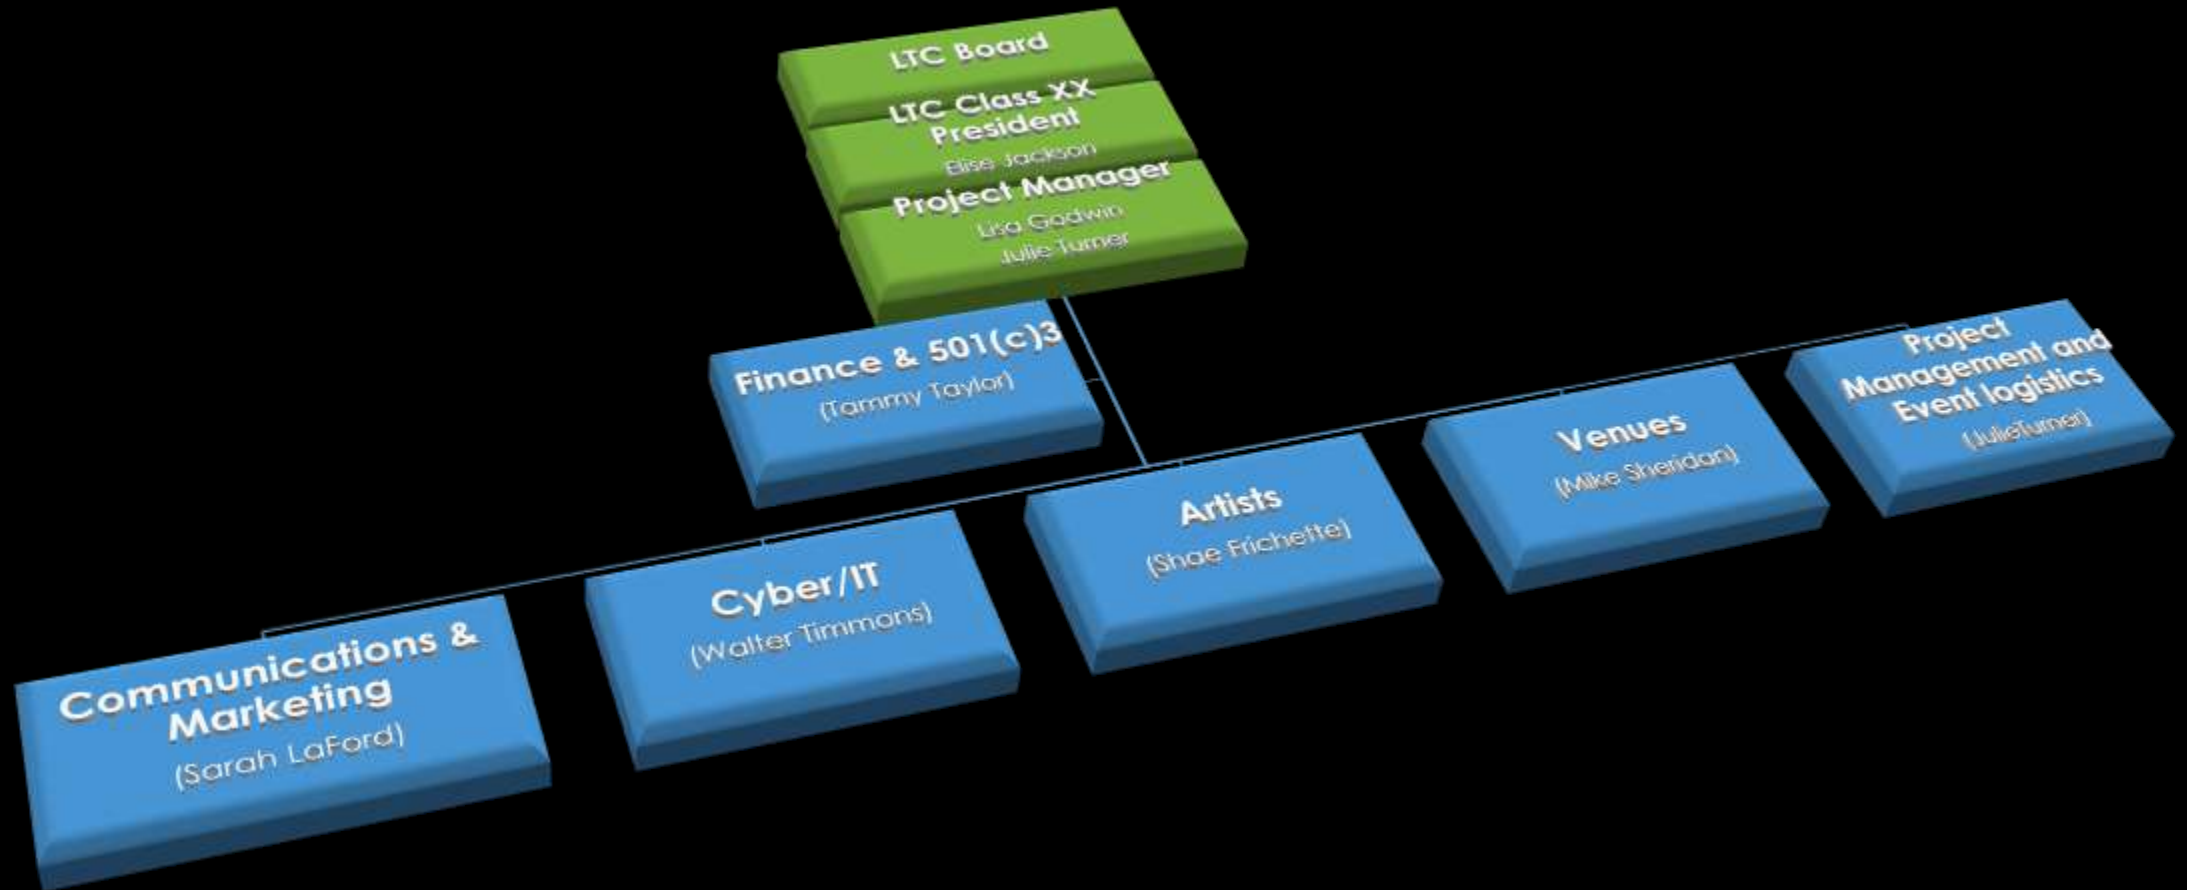 LTC Board
LTC Class XX
President
Elise Jackson
Project Manager
Lisa Godwin
Julie Turner
Finance & 501(c)3
(Tammy Taylor)
Communications &
Marketing
(Sarah LaFord)
Cyber/IT
(Walter Timmons)
Artists
(Shae Frichette)
Venues
(Mike Sheridan)
Project
Management and
Event logistics
(JulieTurner)